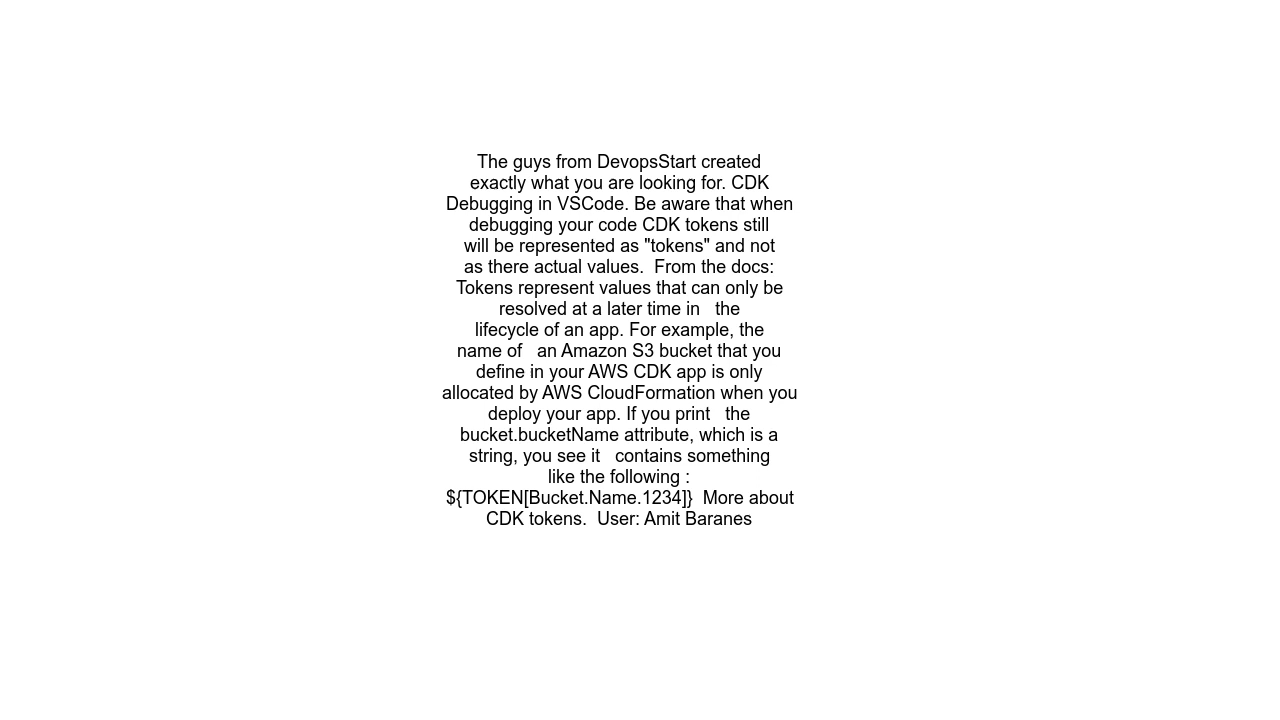 The guys from DevopsStart created
exactly what you are looking for. CDK
Debugging in VSCode. Be aware that when
debugging your code CDK tokens still
will be represented as "tokens" and not
as there actual values.  From the docs:
Tokens represent values that can only be
resolved at a later time in   the
lifecycle of an app. For example, the
name of   an Amazon S3 bucket that you
define in your AWS CDK app is only
allocated by AWS CloudFormation when you
deploy your app. If you print   the
bucket.bucketName attribute, which is a
string, you see it   contains something
like the following :
${TOKEN[Bucket.Name.1234]}  More about
CDK tokens.  User: Amit Baranes